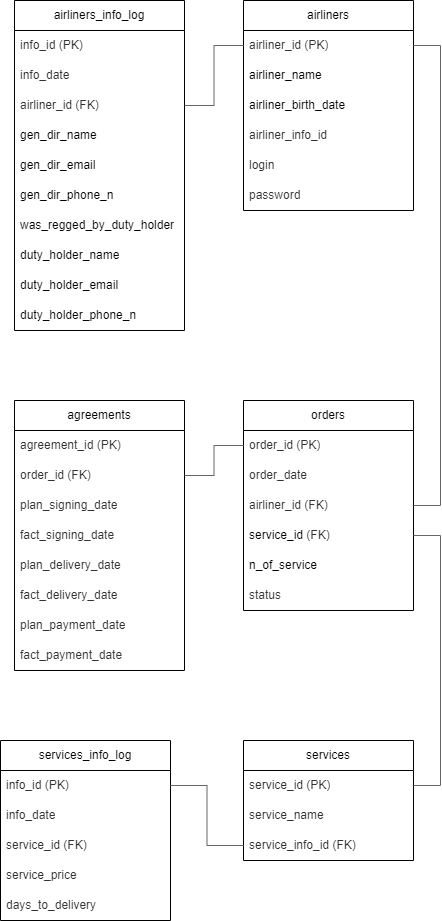 airliners_info_log
info_id (PK)
info_date
airliner_id (FK)
gen_dir_name
gen_dir_email
gen_dir_phone_n
was_regged_by_duty_holder
duty_holder_name
duty_holder_email
duty_holder_phone_n
airliners
airliner_id (PK)
airliner_name
airliner_birth_date
airliner_info_id
login
password
agreements
agreement_id (PK)
order_id (FK)
plan_signing_date
fact_signing_date
plan_delivery_date
fact_delivery_date
plan_payment_date
fact_payment_date
orders
order_id (PK)
order_date
airliner_id (FK)
service_id (FK)
n_of_service
status
services_info_log
info_id (PK)
info_date
service_id (FK)
service_price
days_to_delivery
services
service_id (PK)
service_name
service_info_id (FK)